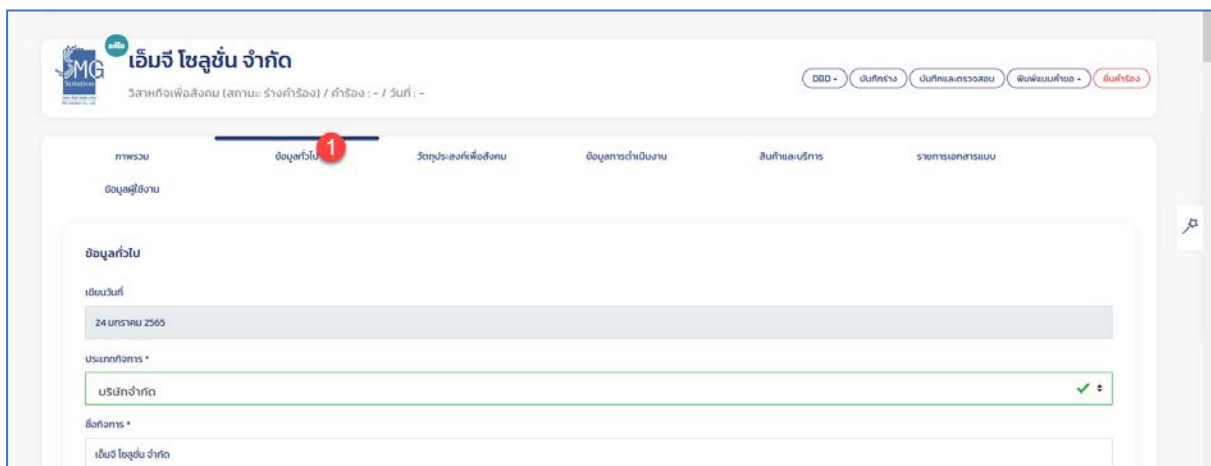 แก้ไข
SMG
Solution
เอ็มจี โซลูชั่น จำกัด
วิสาหกิจเพื่อสังคม (สถานะ: ร่างคำร้อง) / คำร้อง : - / วันที่ : -
DBD
บันทึกร่าง
บันทึกและตรวจสอบ
พิมพ์แบบคำขอ
ยื่นคำร้อง
ภาพรวม
ข้อมูลทั่วไป
1
วัตถุประสงค์เพื่อสังคม
ข้อมูลการดำเนินงาน
สินค้าและบริการ
รายการเอกสารแนบ
ข้อมูลผู้ใช้งาน
ข้อมูลทั่วไป
เขียนวันที่
24 มกราคม 2565
ประเภทกิจการ *
บริษัทจำกัด
ชื่อกิจการ *
เอ็มจี โซลูชั่น จำกัด